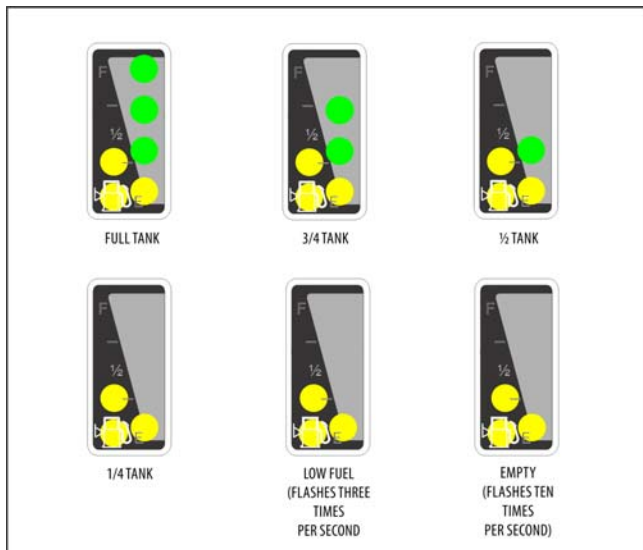 F
½
E
FULL TANK
F
½
E
3/4 TANK
F
½
E
½ TANK
F
½
E
1/4 TANK
F
½
E
LOW FUEL
(FLASHES THREE
TIMES
PER SECOND
F
½
E
EMPTY
(FLASHES TEN
TIMES
PER SECOND)